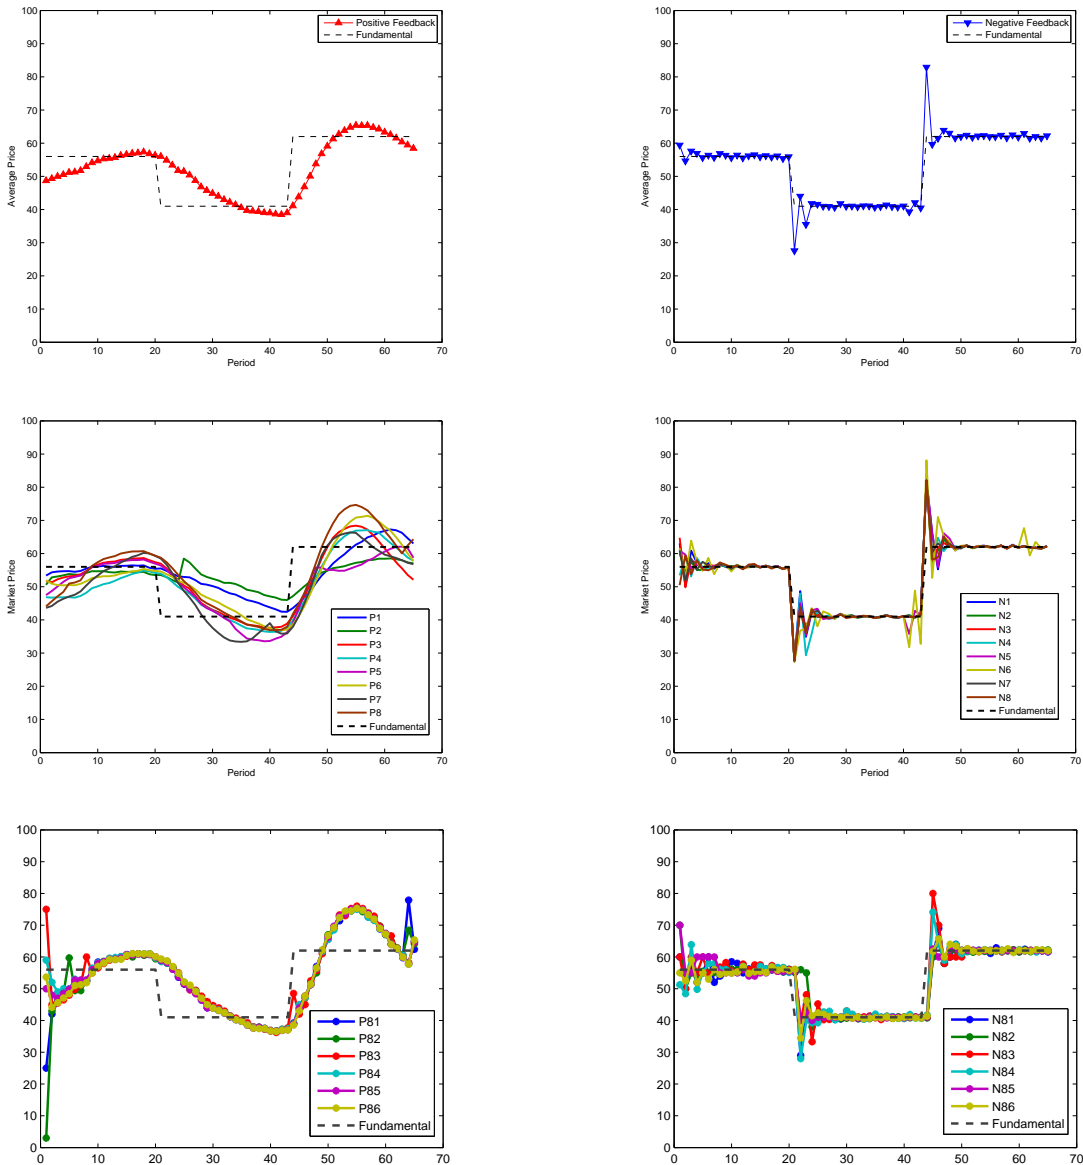 Positive Feedback
Fundamental
100
90
80
70
60
50
40
30
20
10
0
Average Price
0 10 20 30 40 50 60 70
Period
Negative Feedback
Fundamental
100
90
80
70
60
50
40
30
20
10
0
Average Price
0 10 20 30 40 50 60 70
Period
100
90
80
70
60
50
40
30
20
10
0
Market Price
P1
P2
P3
P4
P5
P6
P7
P8
Fundamental
0 10 20 30 40 50 60 70
Period
100
90
80
70
60
50
40
30
20
10
0
Market Price
N1
N2
N3
N4
N5
N6
N7
N8
Fundamental
0 10 20 30 40 50 60 70
Period
100
90
80
70
60
50
40
30
20
10
0
P81
P82
P83
P84
P85
P86
Fundamental
0 10 20 30 40 50 60 70
100
90
80
70
60
50
40
30
20
10
0
N81
N82
N83
N84
N85
N86
Fundamental
0 10 20 30 40 50 60 70